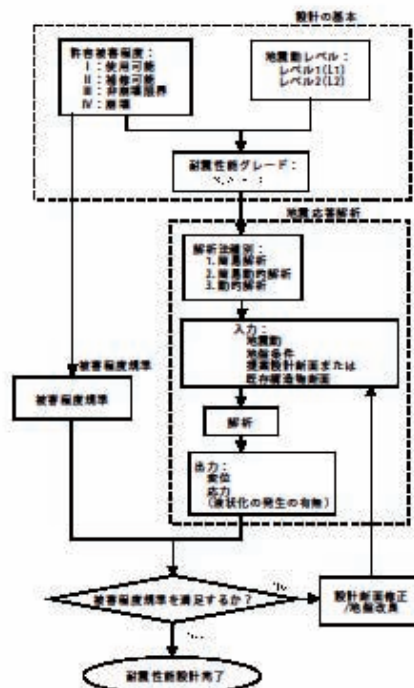 設計の基本
許容被害程度：
Ⅰ：使用可能
Ⅱ：補修可能
Ⅲ：非崩壊限界
Ⅳ：崩壊
地震動レベル：
レベル1(L1)
レベル2(L2)
耐震性能グレード：
地震応答解析
解析法種別：
1. 簡易解析
2. 簡易動的解析
3. 動的解析
入力：
地震動
地盤条件
提案設計断面または
既存構造物断面
被害程度規準
被害程度規準
解析
出力：
変位
応力
(液状化の発生の有無)
被害程度規準を満足するか？
設計断面修正
/地盤改良
耐震性能設計完了